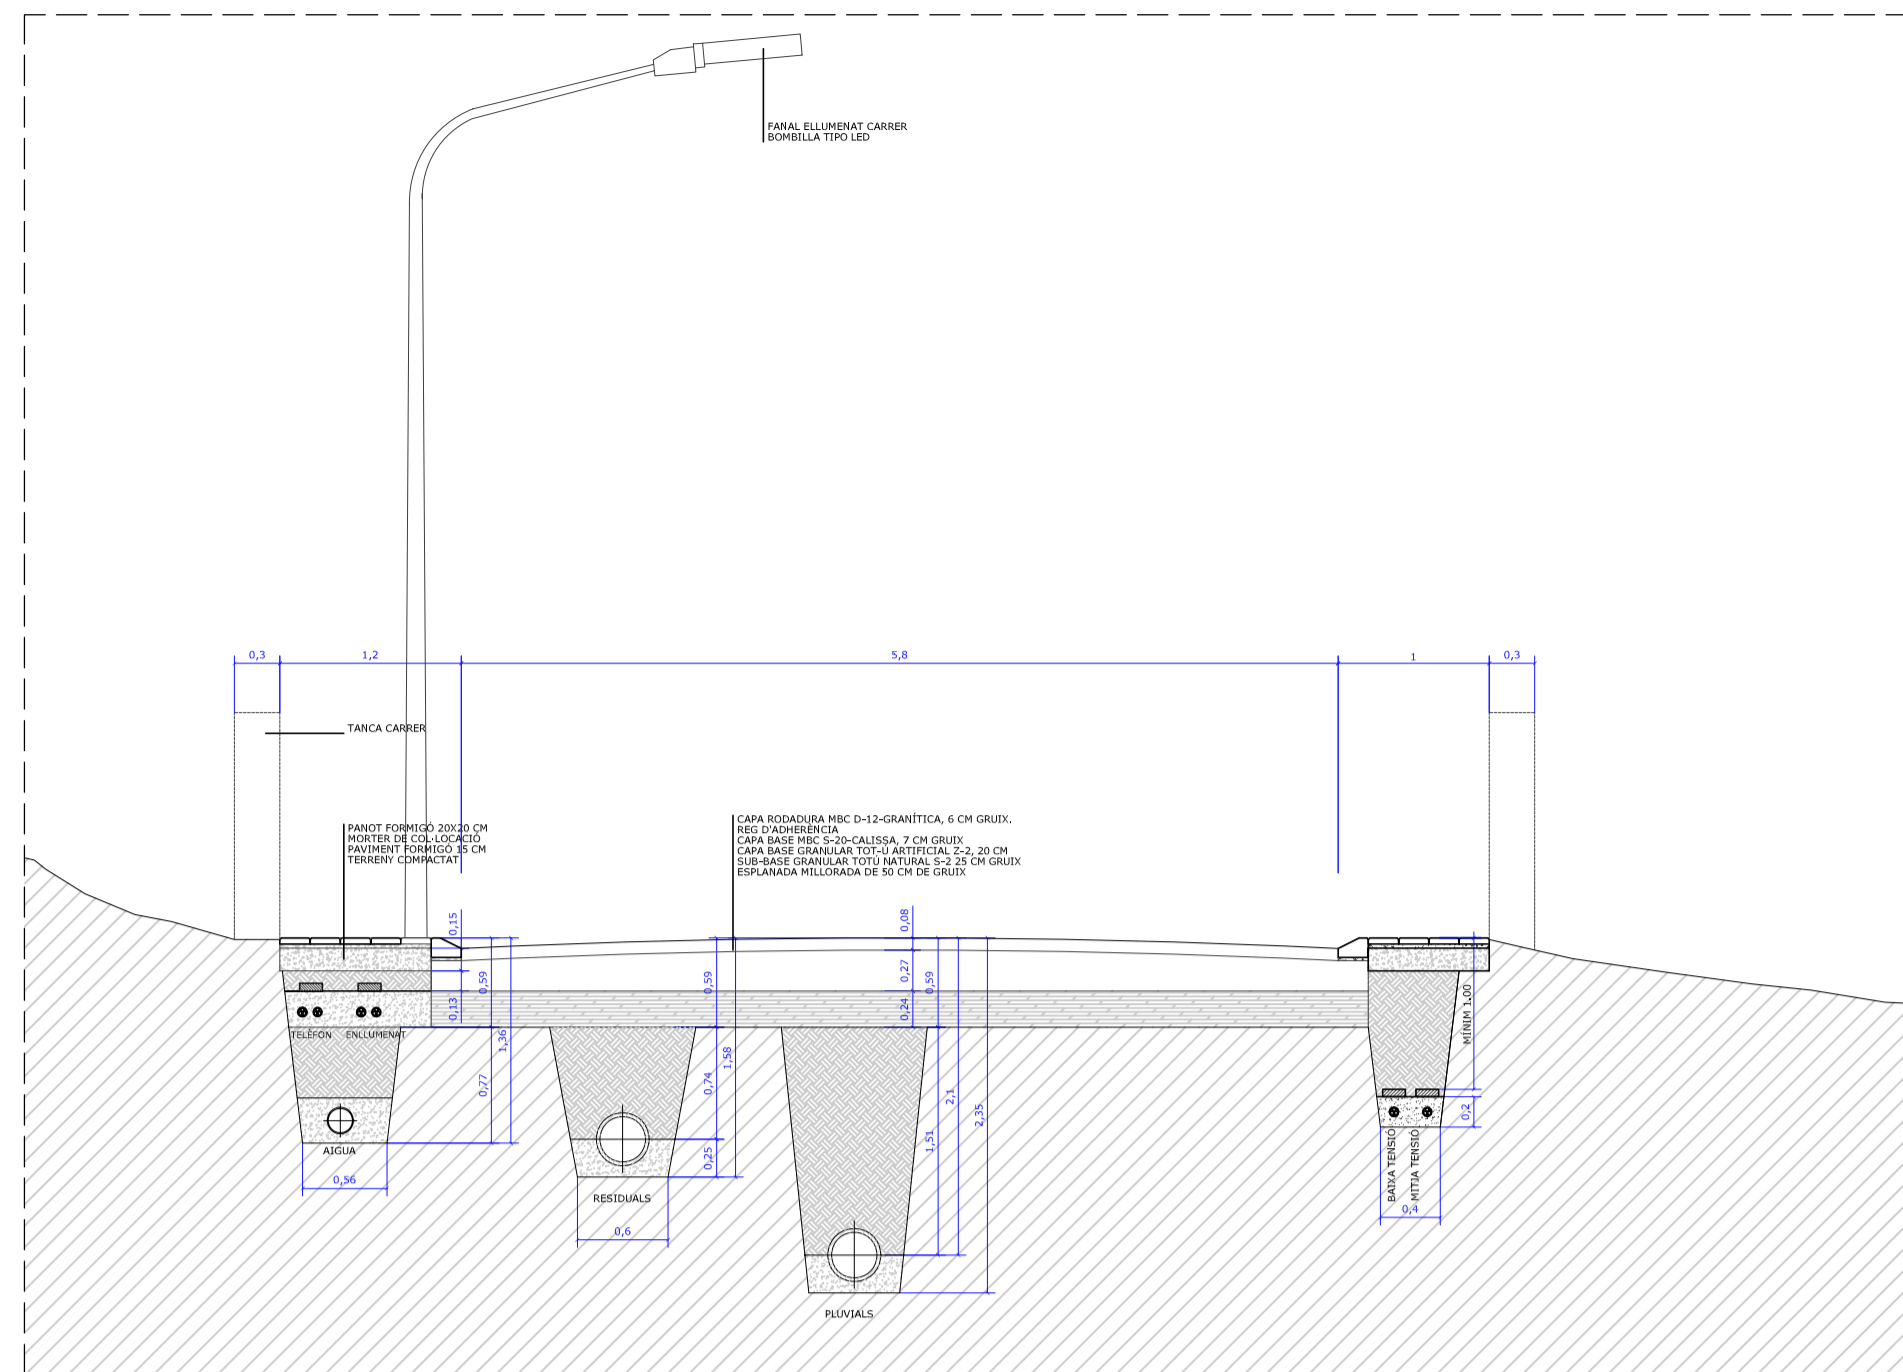 FANAL ELLUMENAT CARRER
BOMBILLA TIPO LED
0,3
1,2
5,8
1
0,3
TANCA CARRER
PANOT FORMIGÓ 20X20 CM
MORTER DE COL·LOCACIÓ
PAVIMENT FORMIGÓ 15 CM
TERRENY COMPACTAT
CAPA RODADURA MBC D-12-GRANÍTICA, 6 CM GRUIX.
REG D'ADHERÈNCIA
CAPA BASE MBC S-20-CALISSA, 7 CM GRUIX
CAPA BASE GRANULAR TOT-Ú ARTIFICIAL Z-2, 20 CM
SUB-BASE GRANULAR TOTÚ NATURAL S-2 25 CM GRUIX
ESPLANADA MILLORADA DE 50 CM DE GRUIX
0,15
0,13
0,59
0,77
1,36
0,59
0,74
0,25
1,58
0,08
0,27
0,24
0,59
1,51
2,1
2,35
MÍNIM 1.00
0,2
TELÈFON
ENLLUMENAT
AIGUA
0,56
RESIDUALS
0,6
PLUVIALS
BAIXA TENSIÓ
MITJA TENSIÓ
0,4